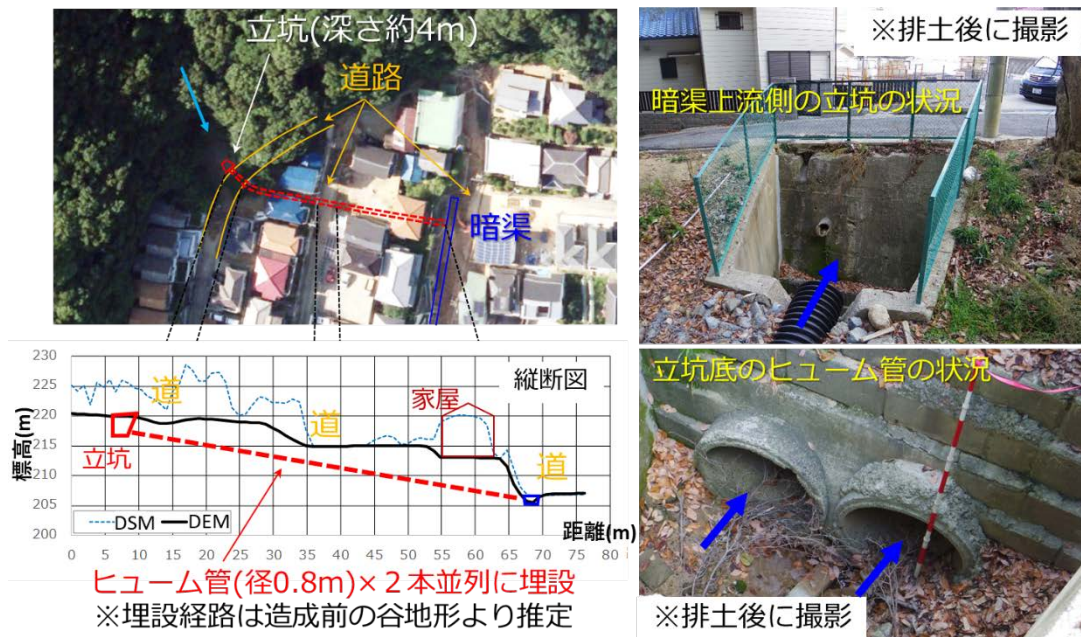 立坑(深さ約4m)
道路
暗渠
230
225
220
215
210
205
200
標高(m)
道
道
家屋
縦断図
立坑
道
DSM
DEM
距離(m)
0 5 10 15 20 25 30 35 40 45 50 55 60 65 70 75 80
ヒューム管(径0.8m)×2本並列に埋設
※埋設経路は造成前の谷地形より推定
※排土後に撮影
暗渠上流側の立坑の状況
立坑底のヒューム管の状況
※排土後に撮影